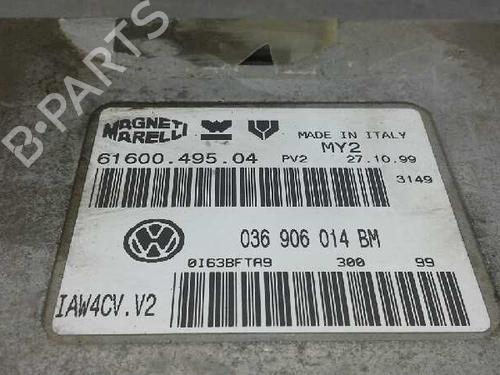 B-PARTS
MAGNETI MARELLI
MADE IN ITALY
MY2
61600.495.04 PV2 27.10.99
3149
036 906 014 BM
0I63BFTA9 300 99
IAW4CV.V2